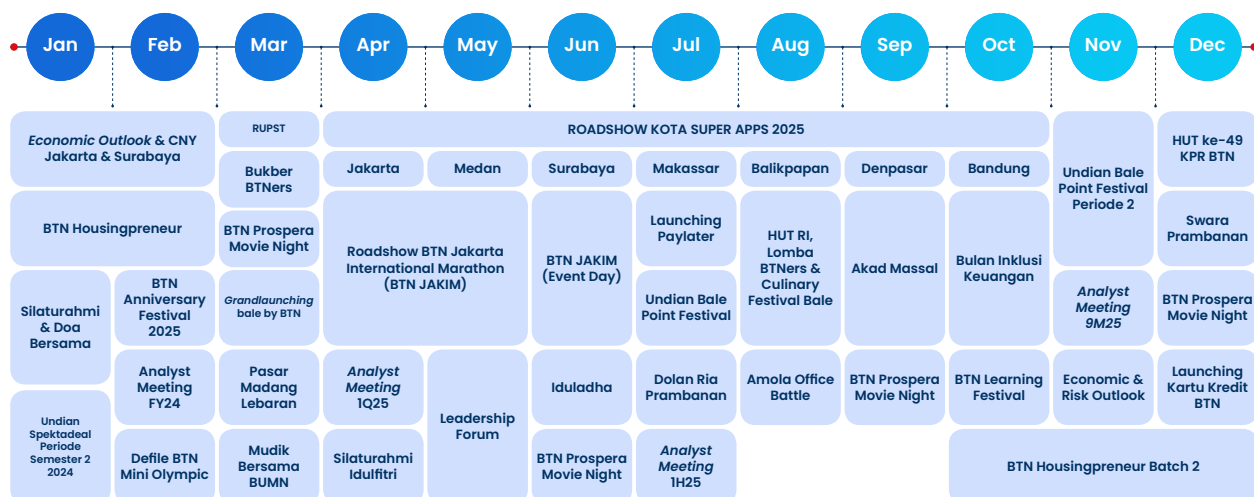 Jan
Feb
Mar
Apr
May
Jun
Jul
Aug
Sep
Oct
Nov
Dec
Economic Outlook & CNY
Jakarta & Surabaya
BTN Housingpreneur
Silaturahmi
& Doa
Bersama
Undian
Spektadeal
Periode
Semester 2
2024
BTN
Anniversary
Festival
2025
Analyst
Meeting
FY24
Defile BTN
Mini Olympic
RUPST
Bukber
BTNers
BTN Prospera
Movie Night
Grandlaunching
bale by BTN
Pasar
Madang
Lebaran
Mudik
Bersama
BUMN
ROADSHOW KOTA SUPER APPS 2025
Jakarta
Medan
Surabaya
Makassar
Balikpapan
Denpasar
Bandung
Roadshow BTN Jakarta
International Marathon
(BTN JAKIM)
Analyst
Meeting
1Q25
Silaturahmi
Idulfitri
Leadership
Forum
BTN JAKIM
(Event Day)
Iduladha
BTN Prospera
Movie Night
Launching
Paylater
Undian Bale
Point Festival
Dolan Ria
Prambanan
Analyst
Meeting
1H25
HUT RI,
Lomba
BTNers &
Culinary
Festival Bale
Amola Office
Battle
Akad Massal
BTN Prospera
Movie Night
Bulan Inklusi
Keuangan
BTN Learning
Festival
Undian Bale
Point Festival
Periode 2
Analyst
Meeting
9M25
Economic &
Risk Outlook
HUT ke-49
KPR BTN
Swara
Prambanan
BTN Prospera
Movie Night
Launching
Kartu Kredit
BTN
BTN Housingpreneur Batch 2